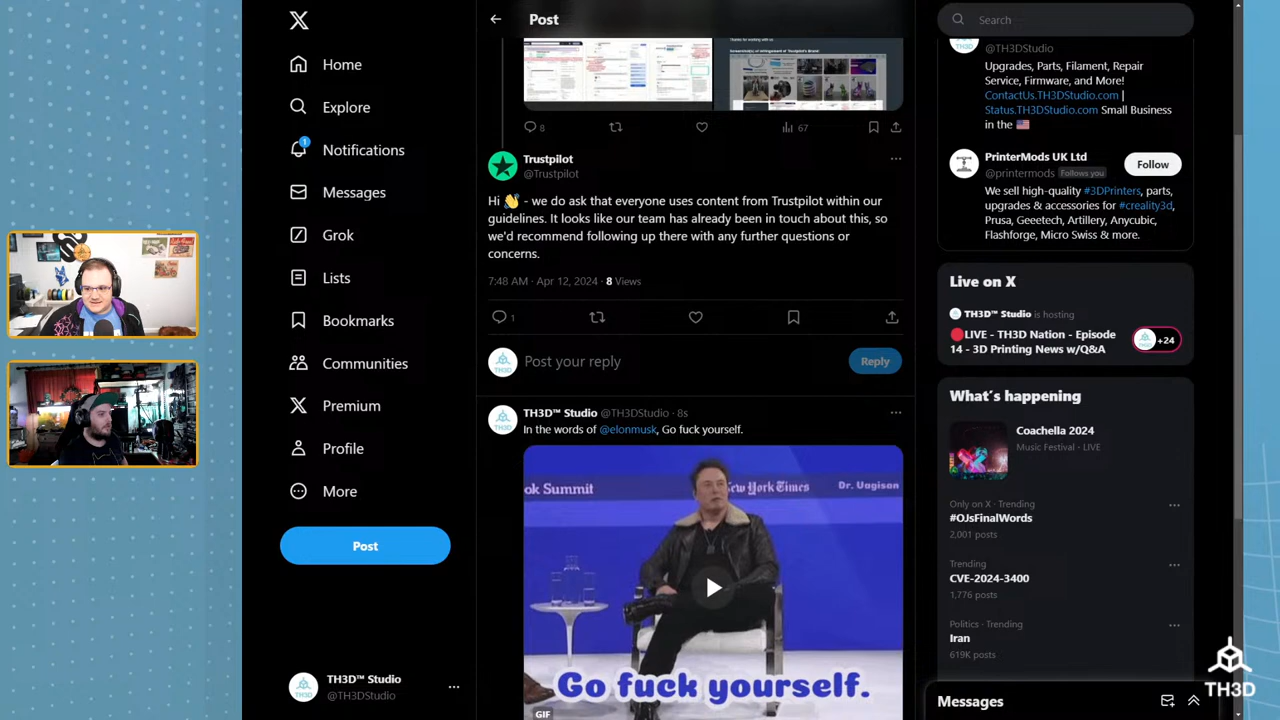 Home
Explore
1
Notifications
Messages
Grok
Lists
Bookmarks
Communities
Premium
Profile
More
Post
TH3D™ Studio
@TH3DStudio
Post
Thanks for working with us.
8
67
Trustpilot
@Trustpilot
Hi 👋 - we do ask that everyone uses content from Trustpilot within our
guidelines. It looks like our team has already been in touch about this, so
we'd recommend following up there with any further questions or
concerns.
7:48 AM · Apr 12, 2024 · 8 Views
1
TH3D
Post your reply
Reply
TH3D
TH3D™ Studio @TH3DStudio · 8s
In the words of @elonmusk, Go fuck yourself.
ok Summit
New York Times
Dr. Uagisan
Go fuck yourself.
GIF
Search
@TH3DStudio
Upgrades, Parts, Filament, Repair
Service, Firmware and More!
ContactUs.TH3DStudio.com |
Status.TH3DStudio.com Small Business
in the 🇺🇸
PrinterMods UK Ltd
@printermods Follows you
Follow
We sell high-quality #3DPrinters, parts,
upgrades & accessories for #creality3d,
Prusa, Geeetech, Artillery, Anycubic,
Flashforge, Micro Swiss & more.
Live on X
TH3D™ Studio is hosting
🔴LIVE - TH3D Nation - Episode
14 - 3D Printing News w/Q&A
+24
What's happening
Coachella 2024
Music Festival · LIVE
Only on X · Trending
#OJsFinalWords
2,001 posts
Trending
CVE-2024-3400
1,776 posts
Politics · Trending
Iran
619K posts
Messages
TH3D